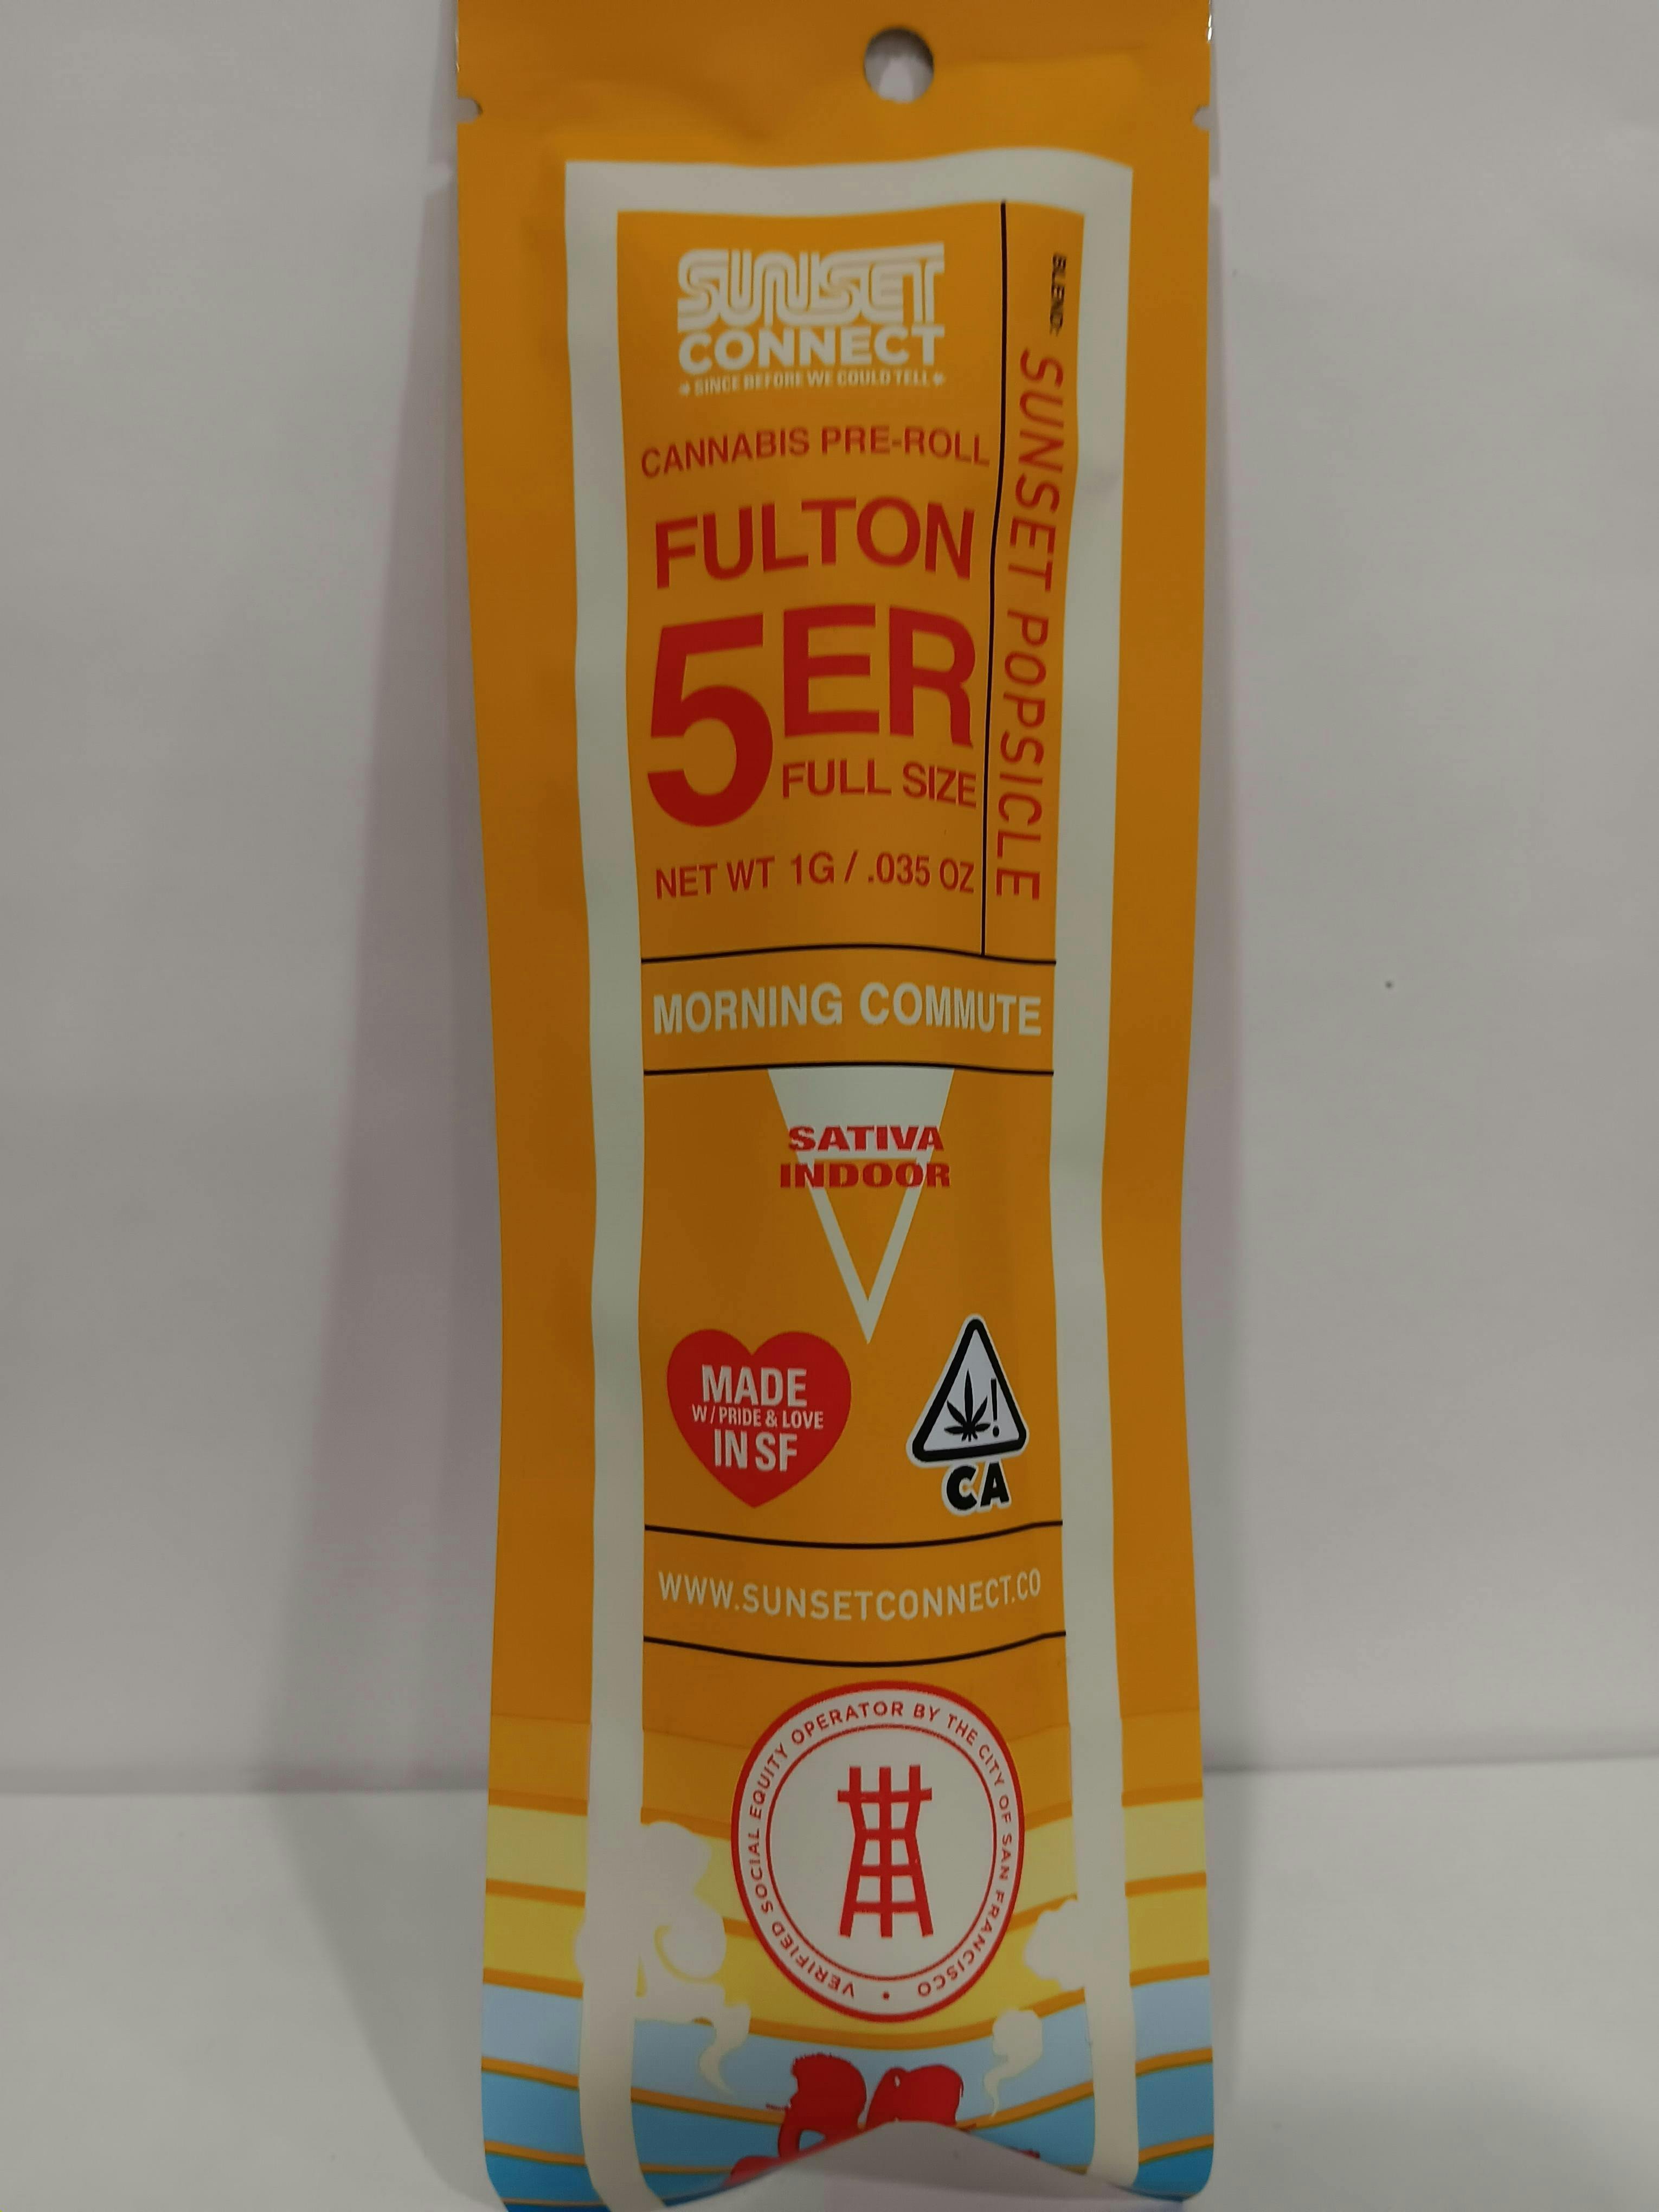 SUNSET
CONNECT
SINCE BEFORE WE COULD TELL
CANNABIS PRE-ROLL
FULTON
5ER
FULL SIZE
NET WT 1G / .035 OZ
BLEND: SUNSET POPSICLE
MORNING COMMUTE
SATIVA
INDOOR
MADE
W/ PRIDE & LOVE
IN SF
!
CA
WWW.SUNSETCONNECT.CO
VERIFIED SOCIAL EQUITY OPERATOR BY THE CITY OF SAN FRANCISCO •